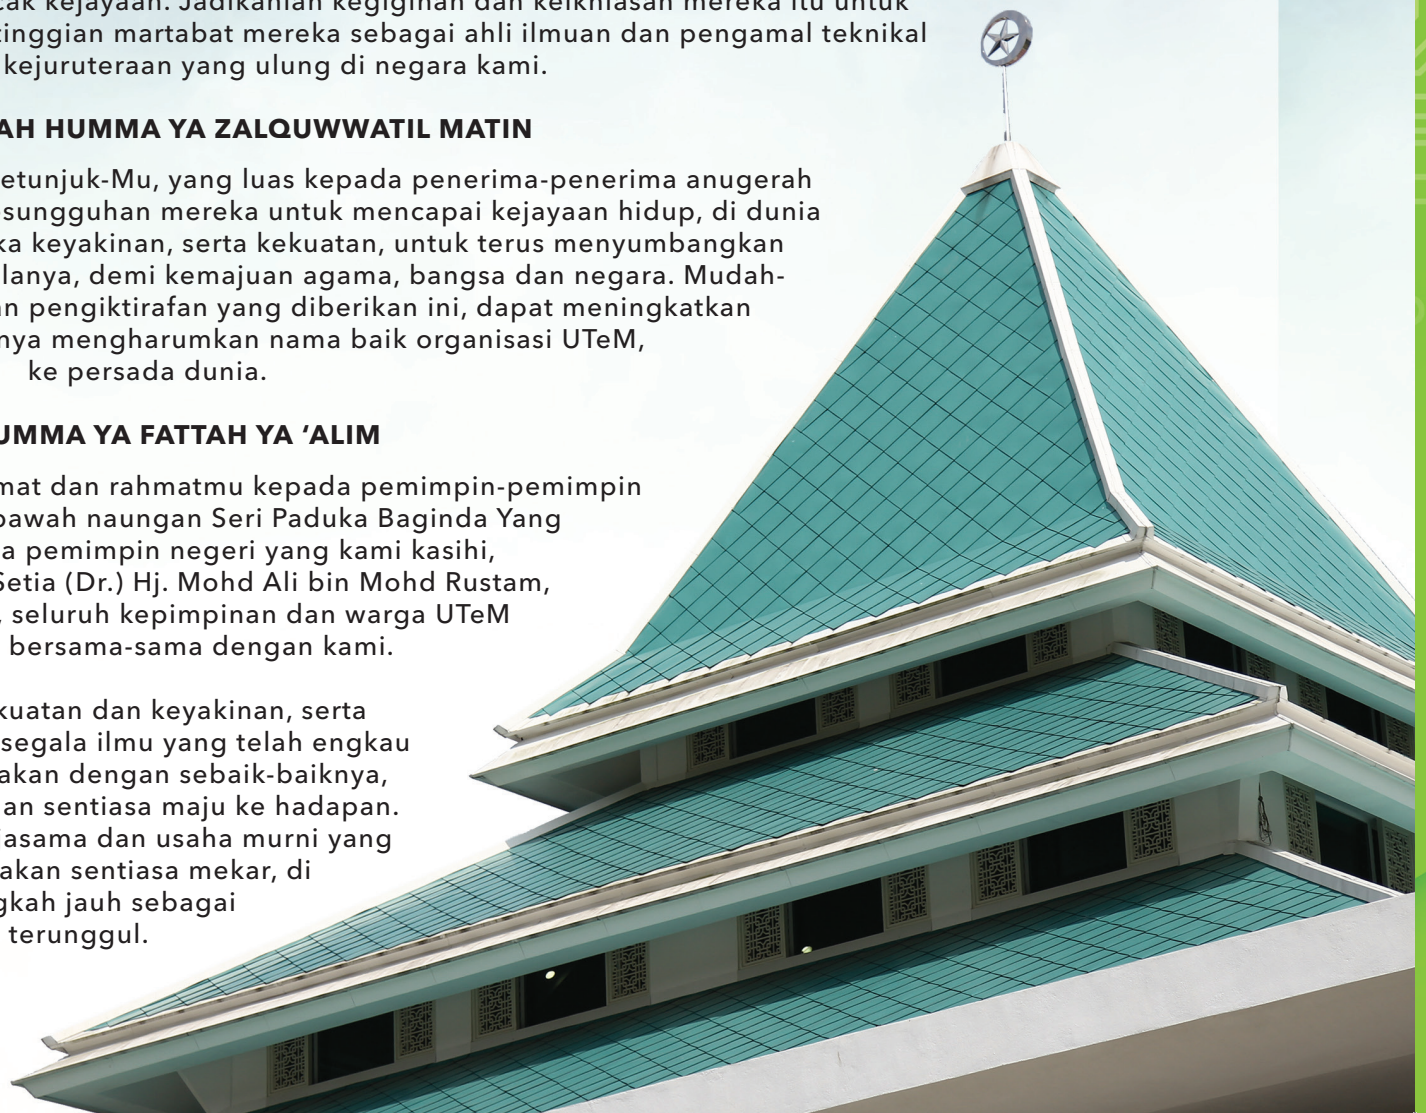 kejayaan. Jadikanlah kegigihan dan keikhlasan mereka itu untuk
tinggian martabat mereka sebagai ahli ilmuan dan pengamal teknikal
kejuruteraan yang ulung di negara kami.
AH HUMMA YA ZALQUWWATIL MATIN
etunjuk-Mu, yang luas kepada penerima-penerima anugerah
sungguhan mereka untuk mencapai kejayaan hidup, di dunia
ka keyakinan, serta kekuatan, untuk terus menyumbangkan
lanya, demi kemajuan agama, bangsa dan negara. Mudah-
n pengiktirafan yang diberikan ini, dapat meningkatkan
nya mengharumkan nama baik organisasi UTeM,
ke persada dunia.
UMMA YA FATTAH YA ‘ALIM
mat dan rahmatmu kepada pemimpin-pemimpin
bawah naungan Seri Paduka Baginda Yang
a pemimpin negeri yang kami kasihi,
Setia (Dr.) Hj. Mohd Ali bin Mohd Rustam,
, seluruh kepimpinan dan warga UTeM
bersama-sama dengan kami.
kuatan dan keyakinan, serta
segala ilmu yang telah engkau
akan dengan sebaik-baiknya,
an sentiasa maju ke hadapan.
jasama dan usaha murni yang
akan sentiasa mekar, di
gkah jauh sebagai
terunggul.